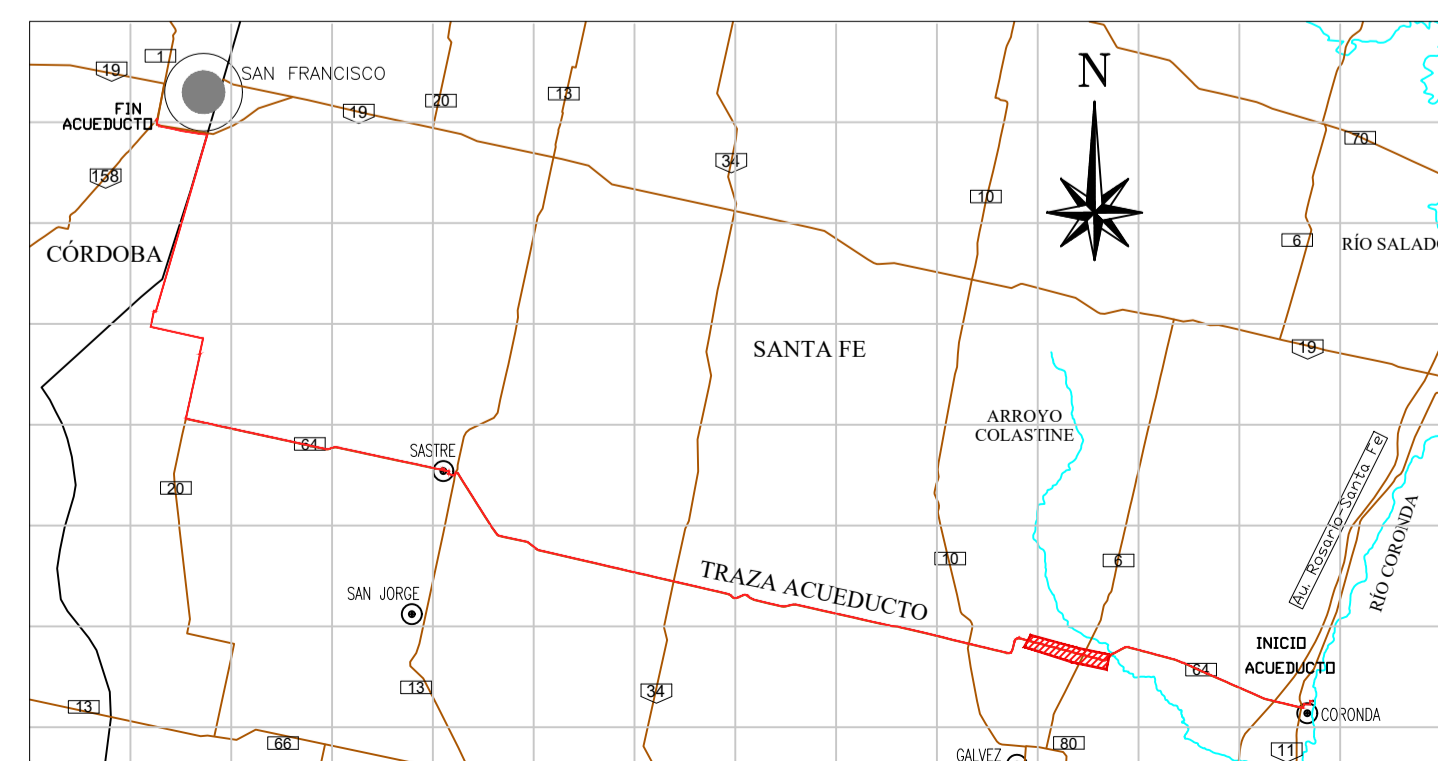 1
19
SAN FRANCISCO
FIN
ACUEDUCTO
20
13
19
N
70
34
158
10
6
CÓRDOBA
RÍO SALAD
SANTA FE
19
ARROYO
COLASTINE
64
SASTRE
Au. Rosario-Santa Fe
RÍO CORONDA
20
10
6
TRAZA ACUEDUCTO
SAN JORGE
INICIO
ACUEDUCTO
64
13
34
13
CORONDA
66
80
11
GALVEZ